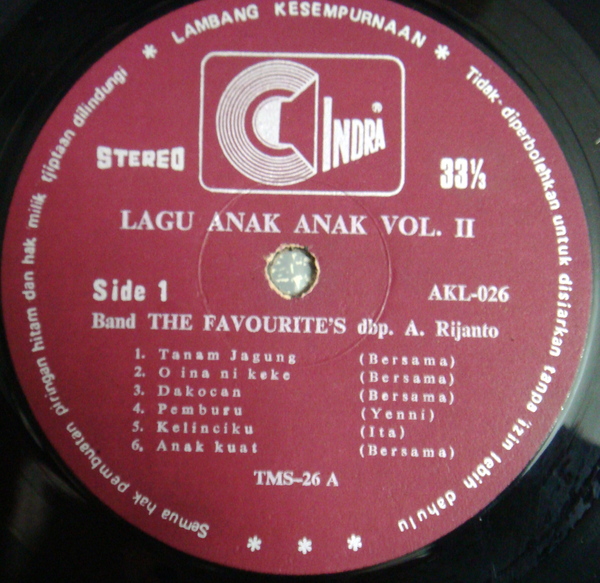 * LAMBANG KESEMPURNAAN *
INDRA ®
STEREO
33⅓
LAGU ANAK ANAK VOL. II
Side 1
AKL-026
Band THE FAVOURITE'S dbp. A. Rijanto
1. Tanam Jagung (Bersama)
2. O ina ni keke (Bersama)
3. Dakocan (Bersama)
4. Pemburu (Yenni)
5. Kelinciku (Ita)
6. Anak kuat (Bersama)
TMS-26 A
Semua hak pembuatan piringan hitam dan hak milik tjiptaan dilindungi
Tidak diperbolehkan untuk disiarkan tanpa izin lebih dahulu
* * *